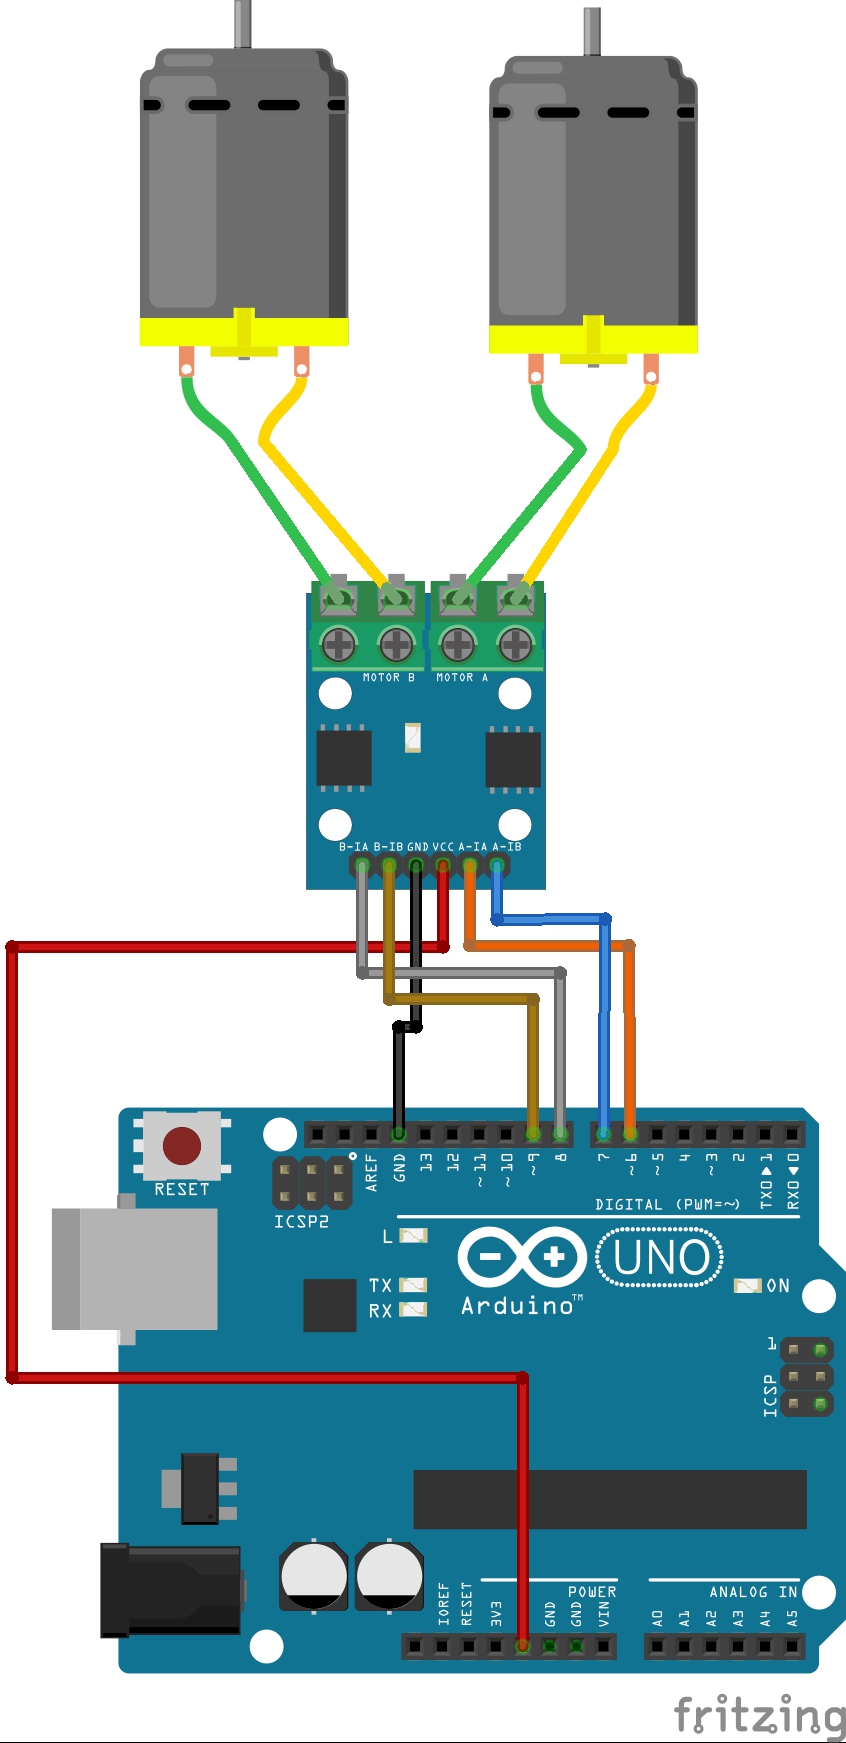 MOTOR B MOTOR A
B-IA B-IB GND VCC A-IA A-IB
RESET
ICSP2
AREF
GND
13
12
~11
~10
~9
8
7
~6
~5
4
~3
2
TX0▶1
RX0◀0
DIGITAL (PWM=~)
L
TX
RX
UNO
Arduino™
ON
1
ICSP
IOREF
RESET
3V3
GND
GND
VIN
POWER
ANALOG IN
A0
A1
A2
A3
A4
A5
fritzing